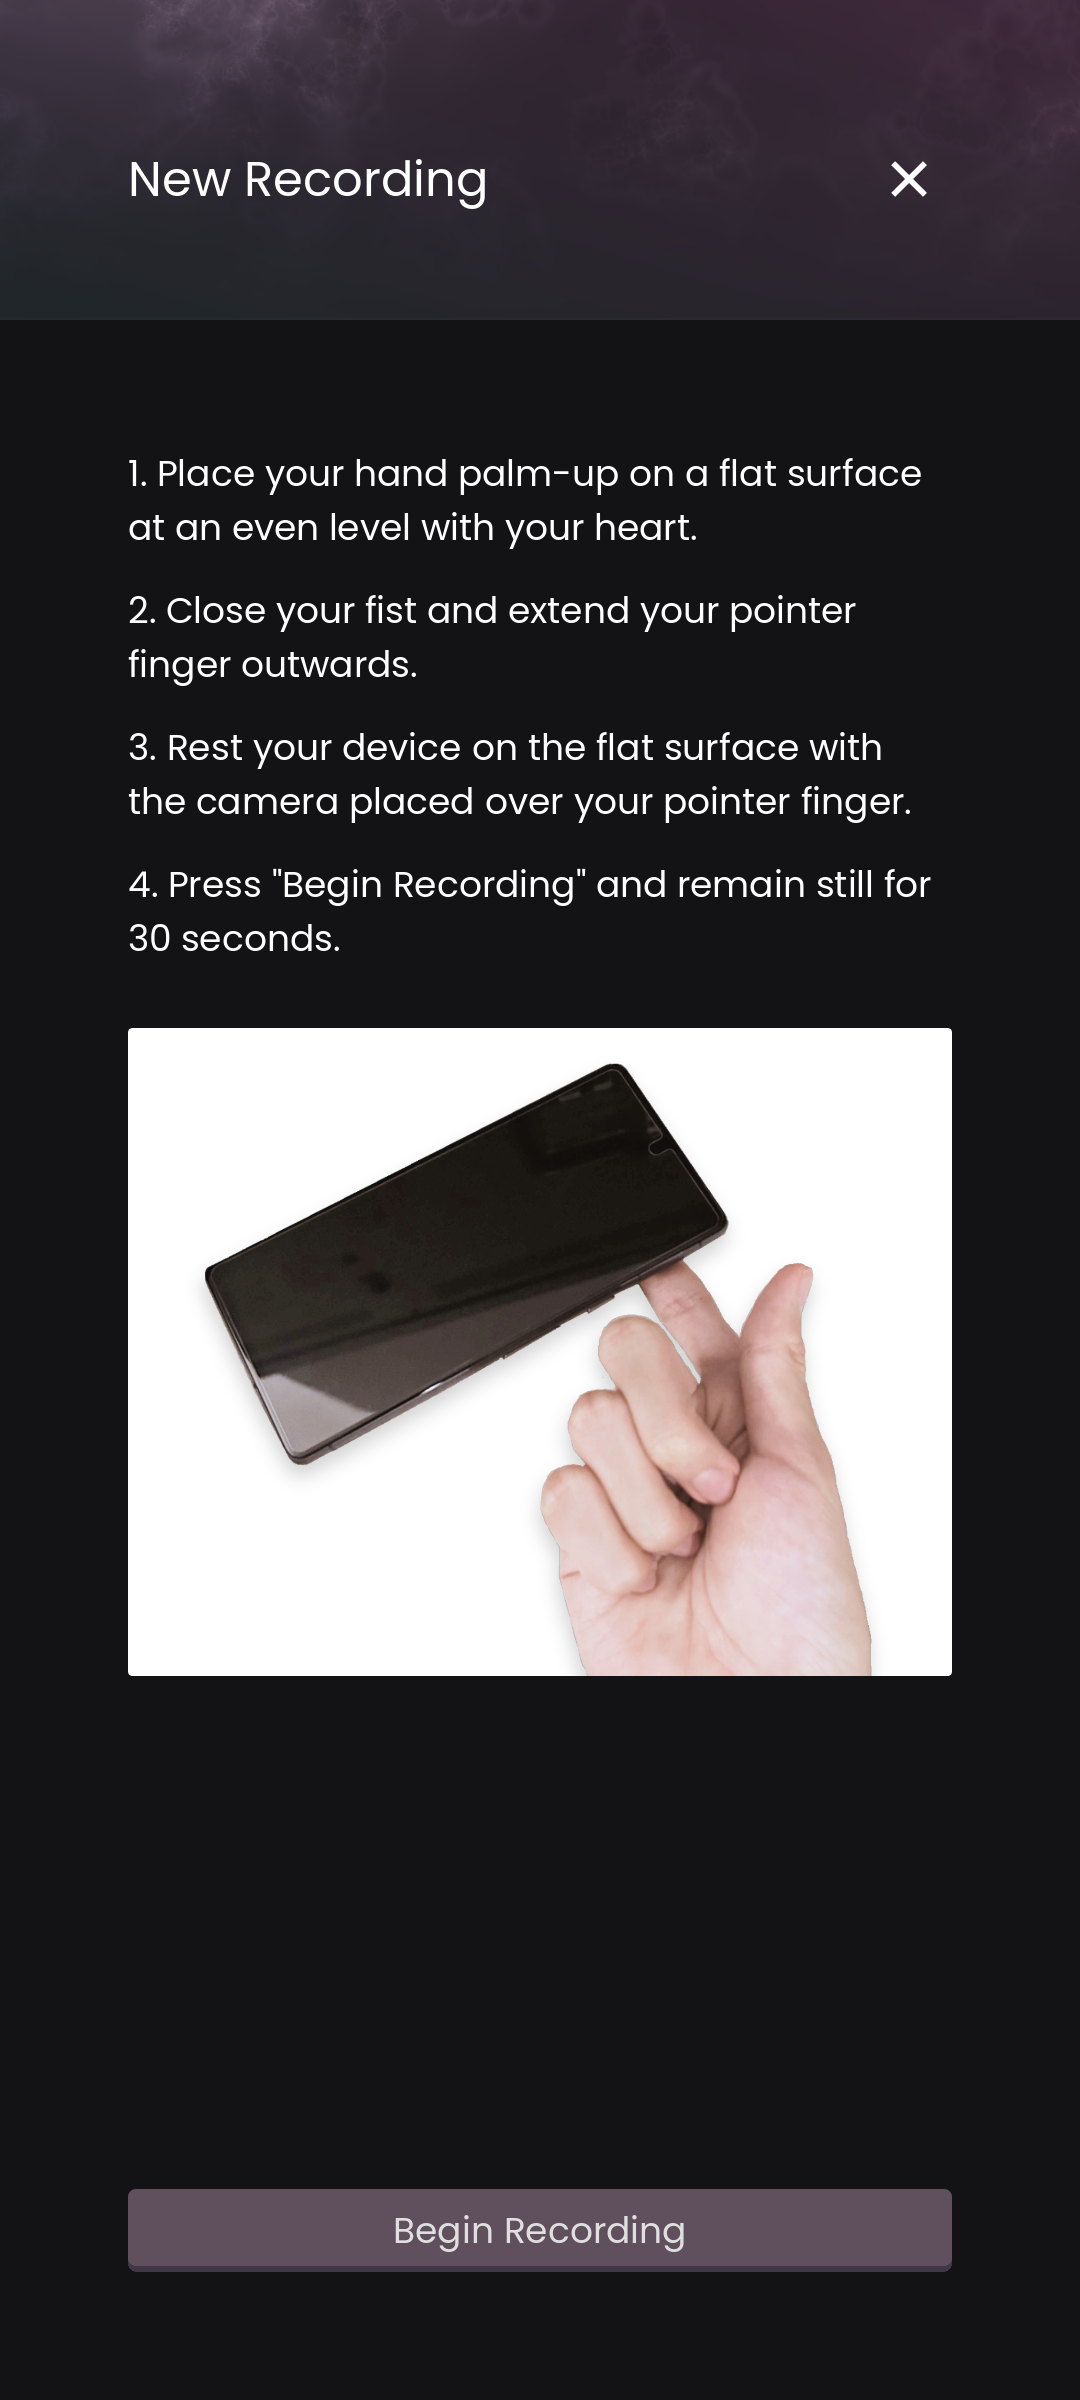 New Recording
1. Place your hand palm-up on a flat surface
at an even level with your heart.
2. Close your fist and extend your pointer
finger outwards.
3. Rest your device on the flat surface with
the camera placed over your pointer finger.
4. Press "Begin Recording" and remain still for
30 seconds.
Begin Recording